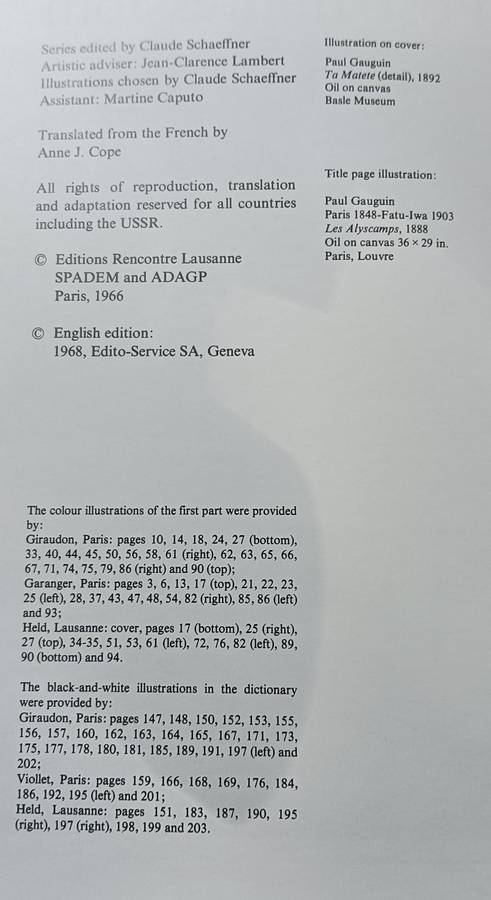 Series edited by Claude Schaeffner
Artistic adviser: Jean-Clarence Lambert
Illustrations chosen by Claude Schaeffner
Assistant: Martine Caputo
Translated from the French by
Anne J. Cope
All rights of reproduction, translation
and adaptation reserved for all countries
including the USSR.
© Editions Rencontre Lausanne
SPADEM and ADAGP
Paris, 1966
© English edition:
1968, Edito-Service SA, Geneva
Illustration on cover:
Paul Gauguin
Ta Matete (detail), 1892
Oil on canvas
Basle Museum
Title page illustration:
Paul Gauguin
Paris 1848-Fatu-Iwa 1903
Les Alyscamps, 1888
Oil on canvas 36 × 29 in.
Paris, Louvre
The colour illustrations of the first part were provided
by:
Giraudon, Paris: pages 10, 14, 18, 24, 27 (bottom),
33, 40, 44, 45, 50, 56, 58, 61 (right), 62, 63, 65, 66,
67, 71, 74, 75, 79, 86 (right) and 90 (top);
Garanger, Paris: pages 3, 6, 13, 17 (top), 21, 22, 23,
25 (left), 28, 37, 43, 47, 48, 54, 82 (right), 85, 86 (left)
and 93;
Held, Lausanne: cover, pages 17 (bottom), 25 (right),
27 (top), 34-35, 51, 53, 61 (left), 72, 76, 82 (left), 89,
90 (bottom) and 94.
The black-and-white illustrations in the dictionary
were provided by:
Giraudon, Paris: pages 147, 148, 150, 152, 153, 155,
156, 157, 160, 162, 163, 164, 165, 167, 171, 173,
175, 177, 178, 180, 181, 185, 189, 191, 197 (left) and
202;
Viollet, Paris: pages 159, 166, 168, 169, 176, 184,
186, 192, 195 (left) and 201;
Held, Lausanne: pages 151, 183, 187, 190, 195
(right), 197 (right), 198, 199 and 203.